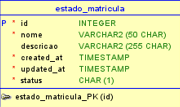 estado_matricula
P * id INTEGER
* nome VARCHAR2 (50 CHAR)
descricao VARCHAR2 (255 CHAR)
* created_at TIMESTAMP
* updated_at TIMESTAMP
* status CHAR (1)
estado_matricula_PK (id)